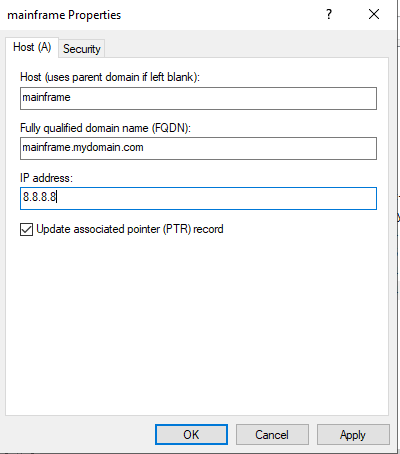 mainframe Properties
?
Host (A) Security
Host (uses parent domain if left blank):
mainframe
Fully qualified domain name (FQDN):
mainframe.mydomain.com
IP address:
8.8.8.8
Update associated pointer (PTR) record
OK Cancel Apply